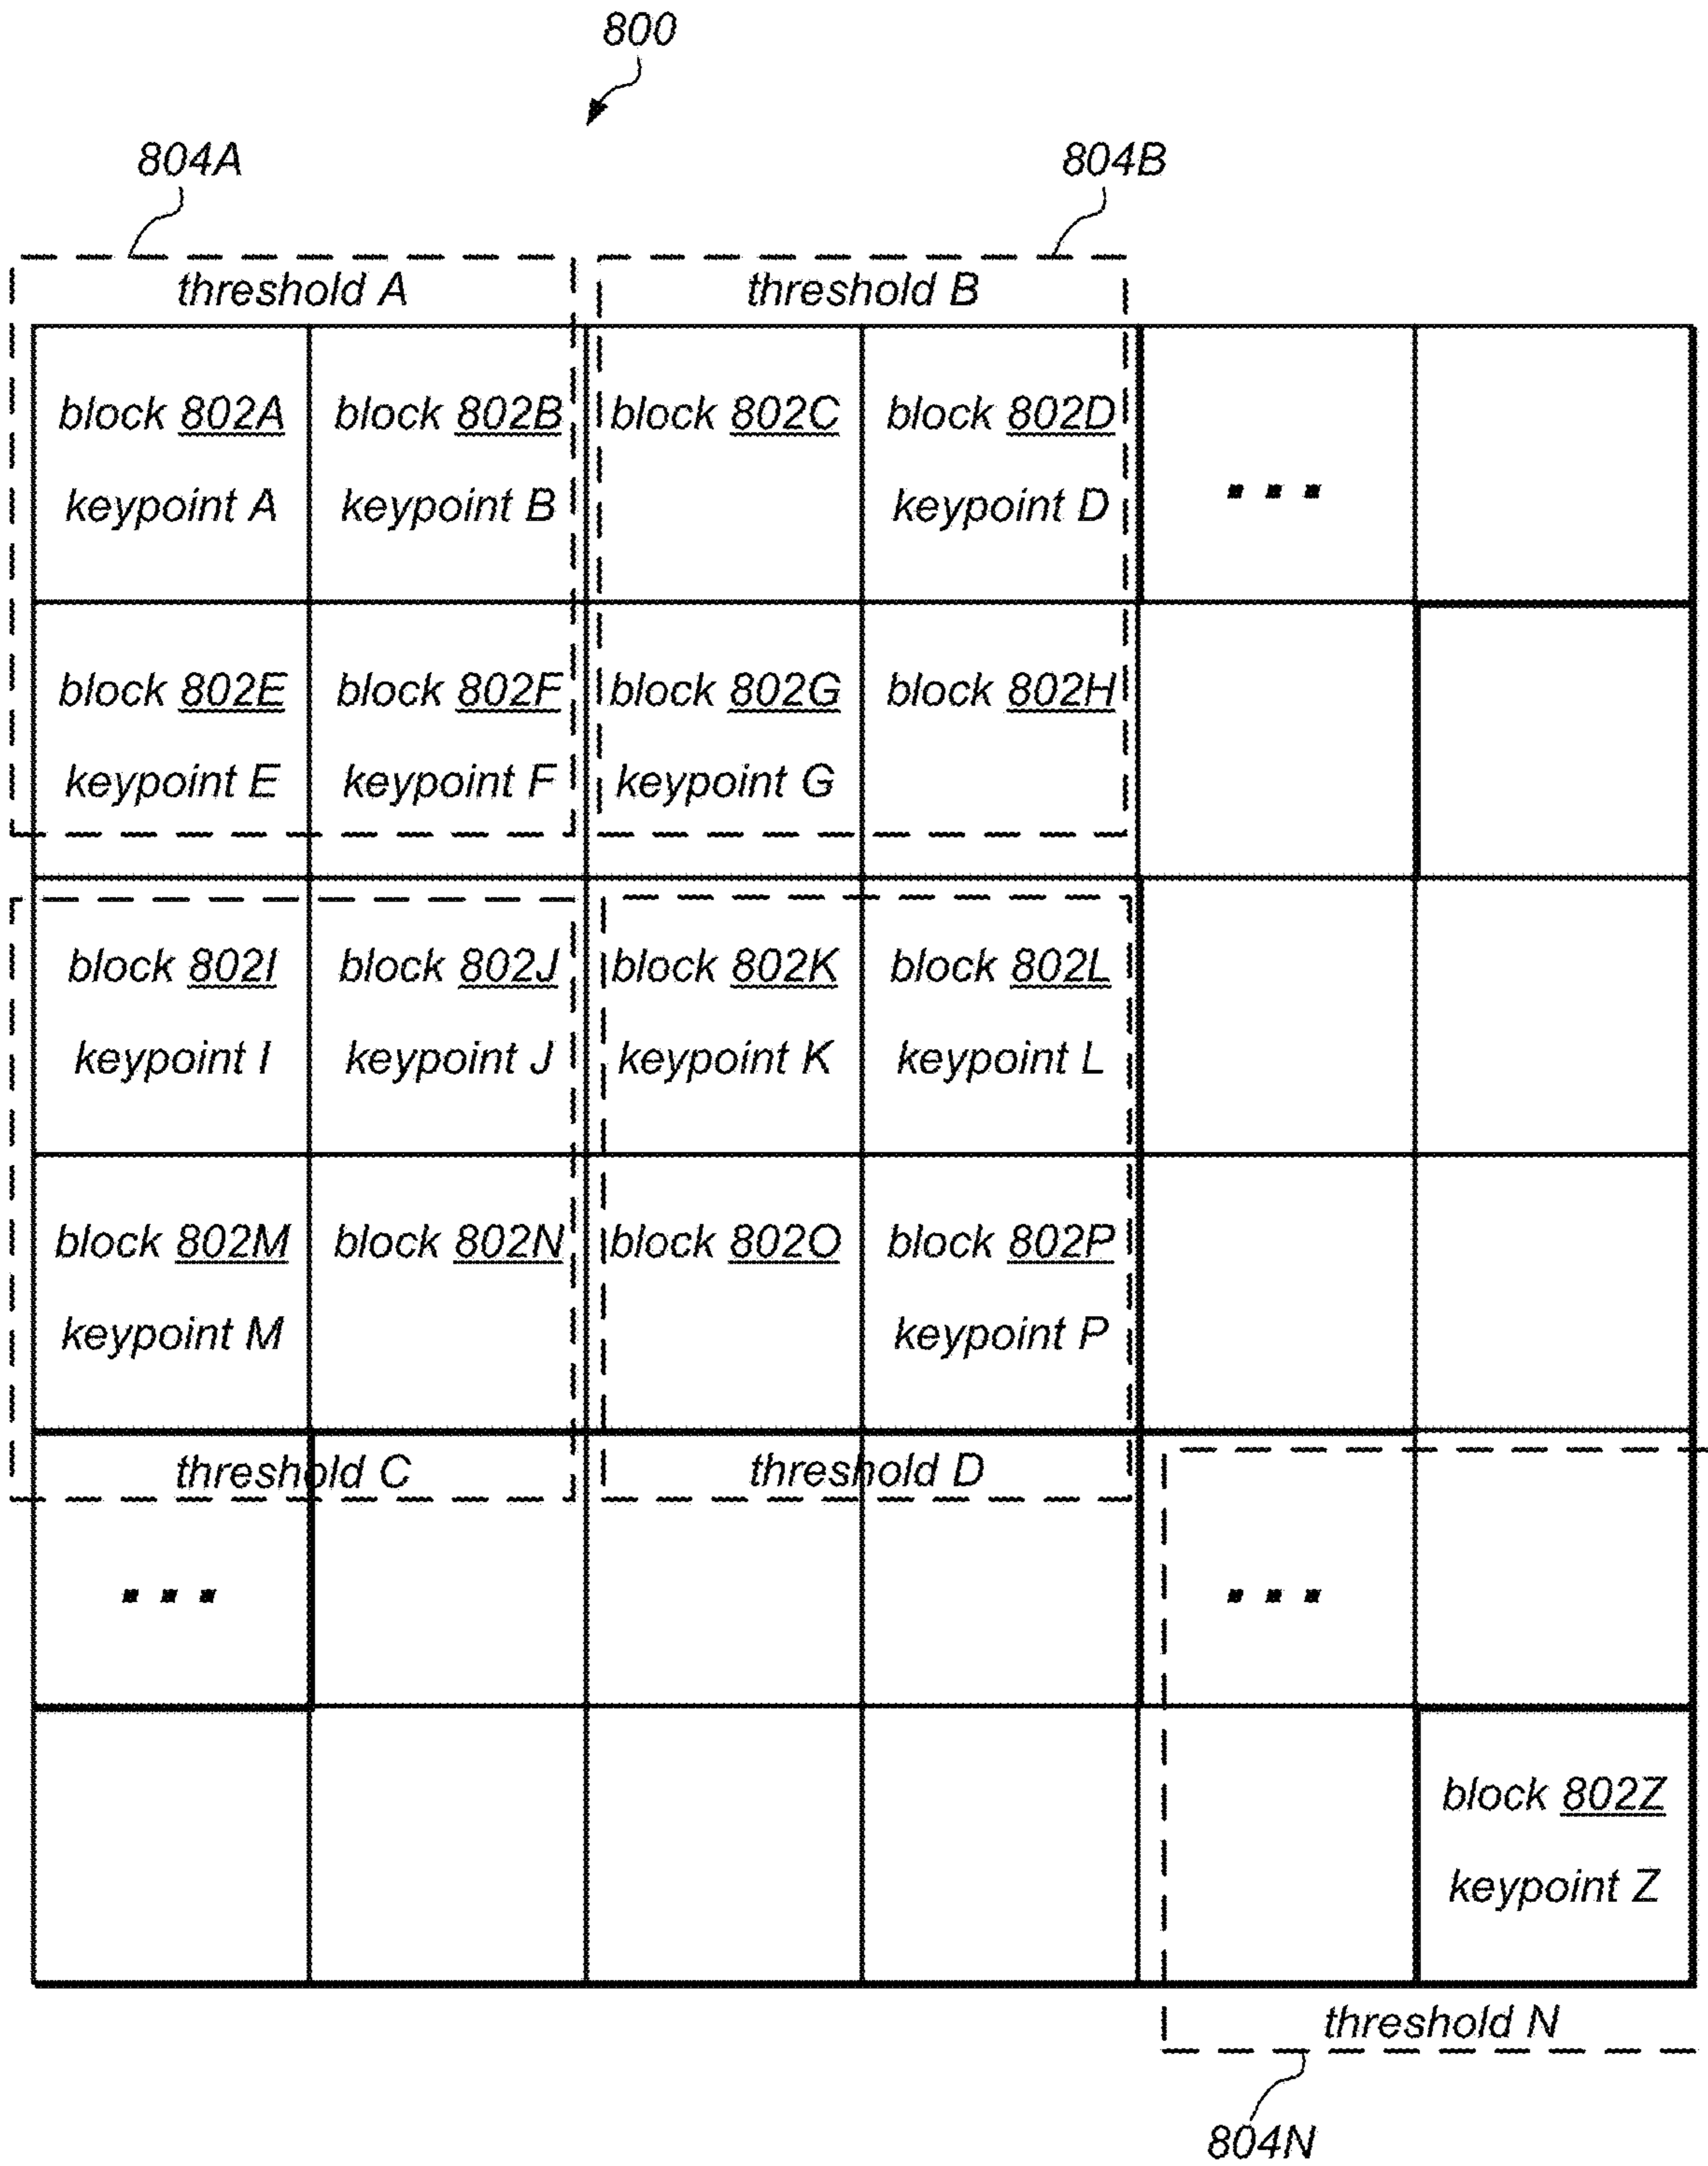 800
804A
804B
threshold A
threshold B
block 802A
block 802B
block 802C
block 802D
keypoint A
keypoint B
keypoint D
. . .
block 802E
block 802F
block 802G
block 802H
keypoint E
keypoint F
keypoint G
block 802I
block 802J
block 802K
block 802L
keypoint I
keypoint J
keypoint K
keypoint L
block 802M
block 802N
block 802O
block 802P
keypoint M
keypoint P
threshold C
threshold D
. . .
. . .
block 802Z
keypoint Z
threshold N
804N